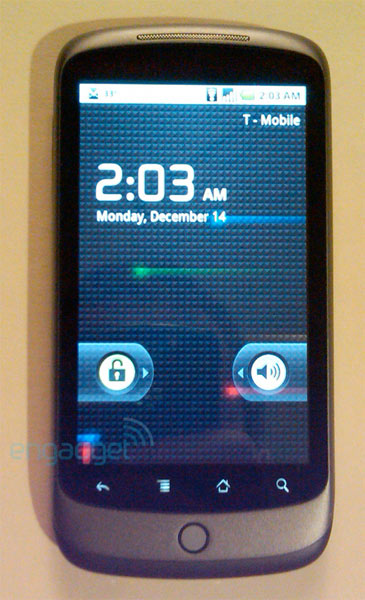 2:03 AM
T - Mobile
2:03 AM
Monday, December 14
engadget